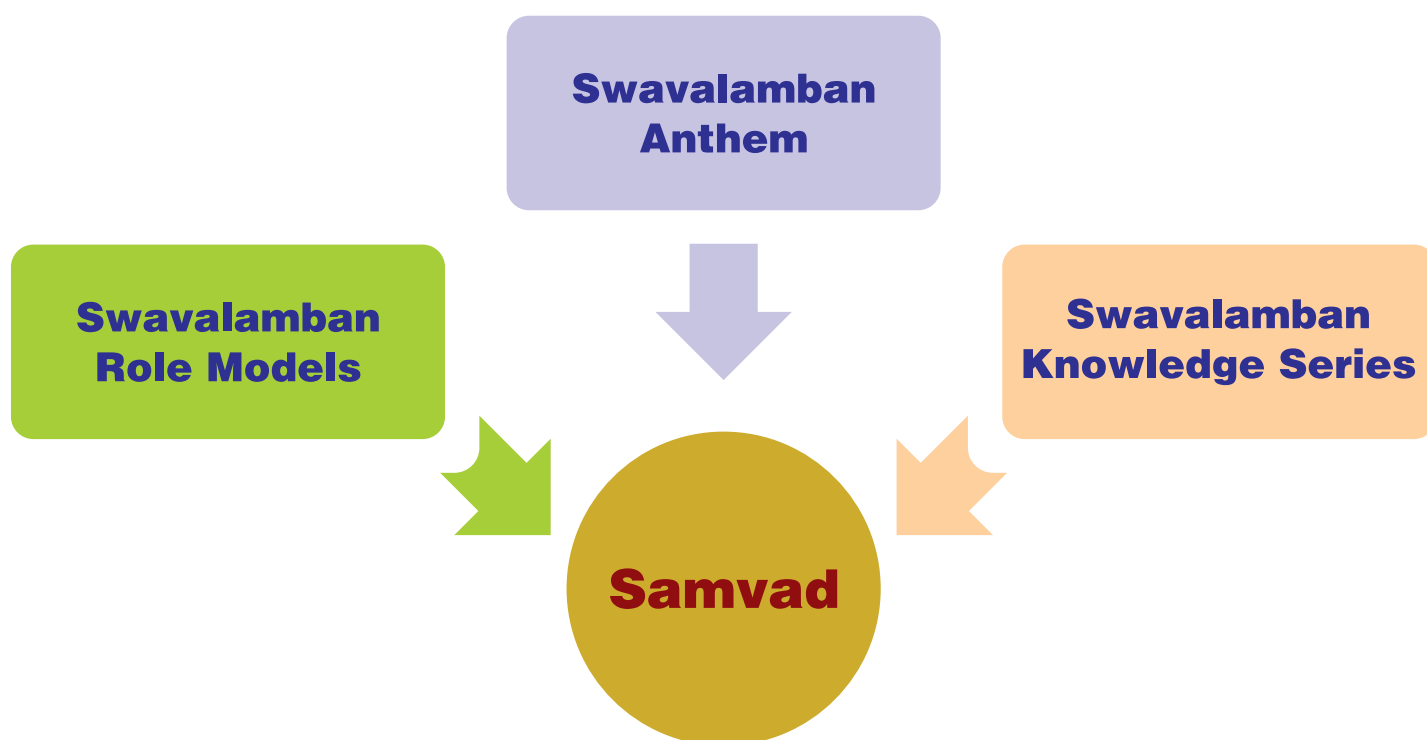 Swavalamban
Anthem
Swavalamban
Role Models
Swavalamban
Knowledge Series
Samvad